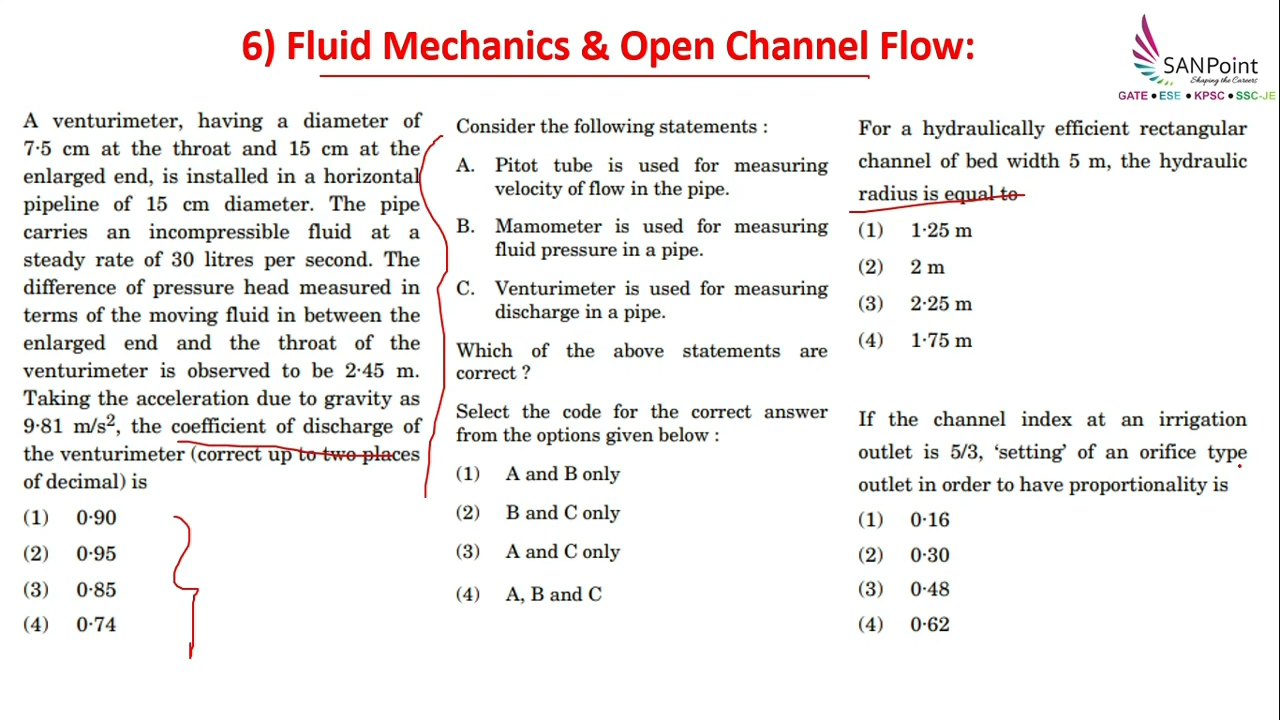 6) Fluid Mechanics & Open Channel Flow:
SANPoint
Shaping the Careers
GATE ● ESE ● KPSC ● SSC-JE
A venturimeter, having a diameter of
7·5 cm at the throat and 15 cm at the
enlarged end, is installed in a horizontal
pipeline of 15 cm diameter. The pipe
carries an incompressible fluid at a
steady rate of 30 litres per second. The
difference of pressure head measured in
terms of the moving fluid in between the
enlarged end and the throat of the
venturimeter is observed to be 2·45 m.
Taking the acceleration due to gravity as
9·81 m/s², the coefficient of discharge of
the venturimeter (correct up to two places
of decimal) is
(1) 0·90
(2) 0·95
(3) 0·85
(4) 0·74
Consider the following statements :
A. Pitot tube is used for measuring
velocity of flow in the pipe.
B. Mamometer is used for measuring
fluid pressure in a pipe.
C. Venturimeter is used for measuring
discharge in a pipe.
Which of the above statements are
correct ?
Select the code for the correct answer
from the options given below :
(1) A and B only
(2) B and C only
(3) A and C only
(4) A, B and C
For a hydraulically efficient rectangular
channel of bed width 5 m, the hydraulic
radius is equal to
(1) 1·25 m
(2) 2 m
(3) 2·25 m
(4) 1·75 m
If the channel index at an irrigation
outlet is 5/3, ‘setting’ of an orifice type
outlet in order to have proportionality is
(1) 0·16
(2) 0·30
(3) 0·48
(4) 0·62